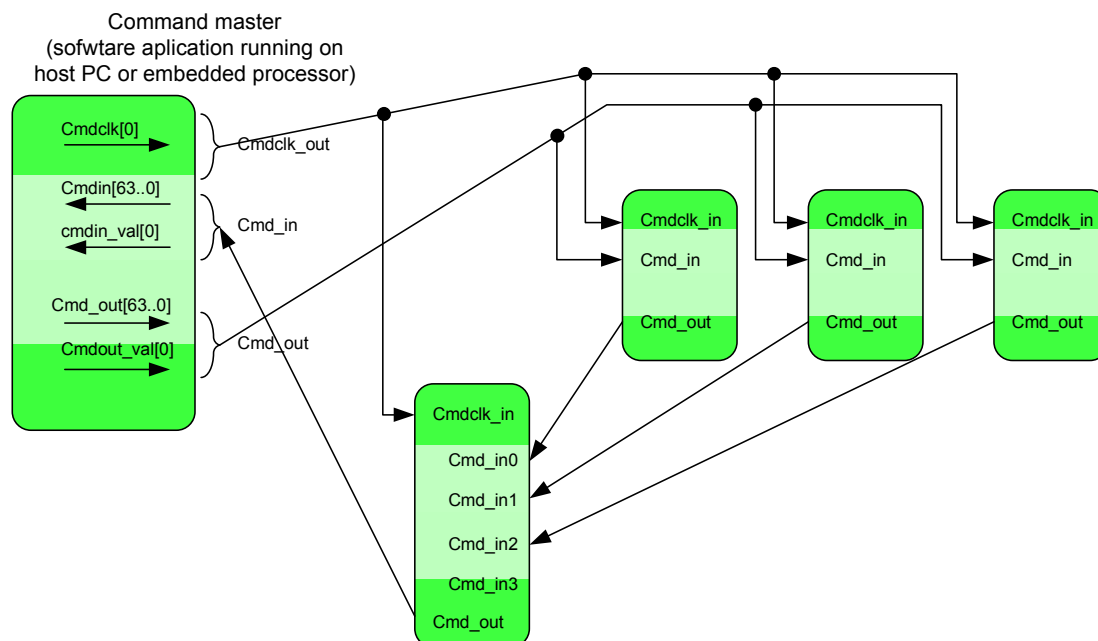 Command master
(sofwtare aplication running on
host PC or embedded processor)
Cmdclk[0]
Cmdclk_out
Cmdin[63..0]
cmdin_val[0]
Cmd_in
Cmd_out[63..0]
Cmdout_val[0]
Cmd_out
Cmdclk_in
Cmd_in
Cmd_out
Cmdclk_in
Cmd_in
Cmd_out
Cmdclk_in
Cmd_in
Cmd_out
Cmdclk_in
Cmd_in0
Cmd_in1
Cmd_in2
Cmd_in3
Cmd_out